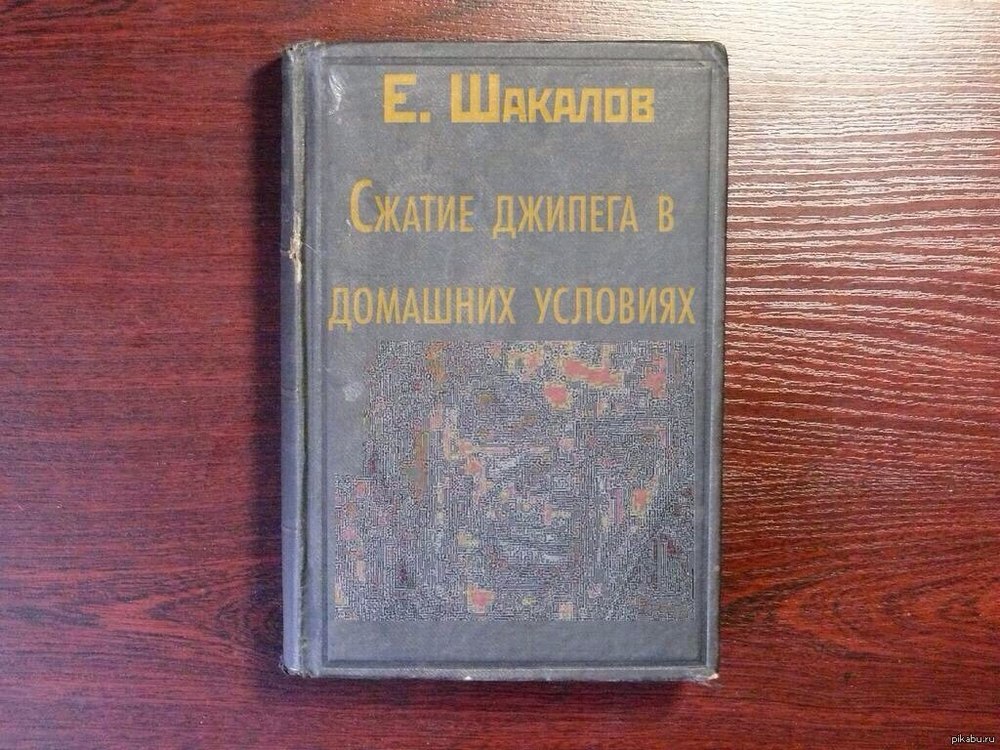 Е. Шакалов
Сжатие джипега в
домашних условиях
pikabu.ru